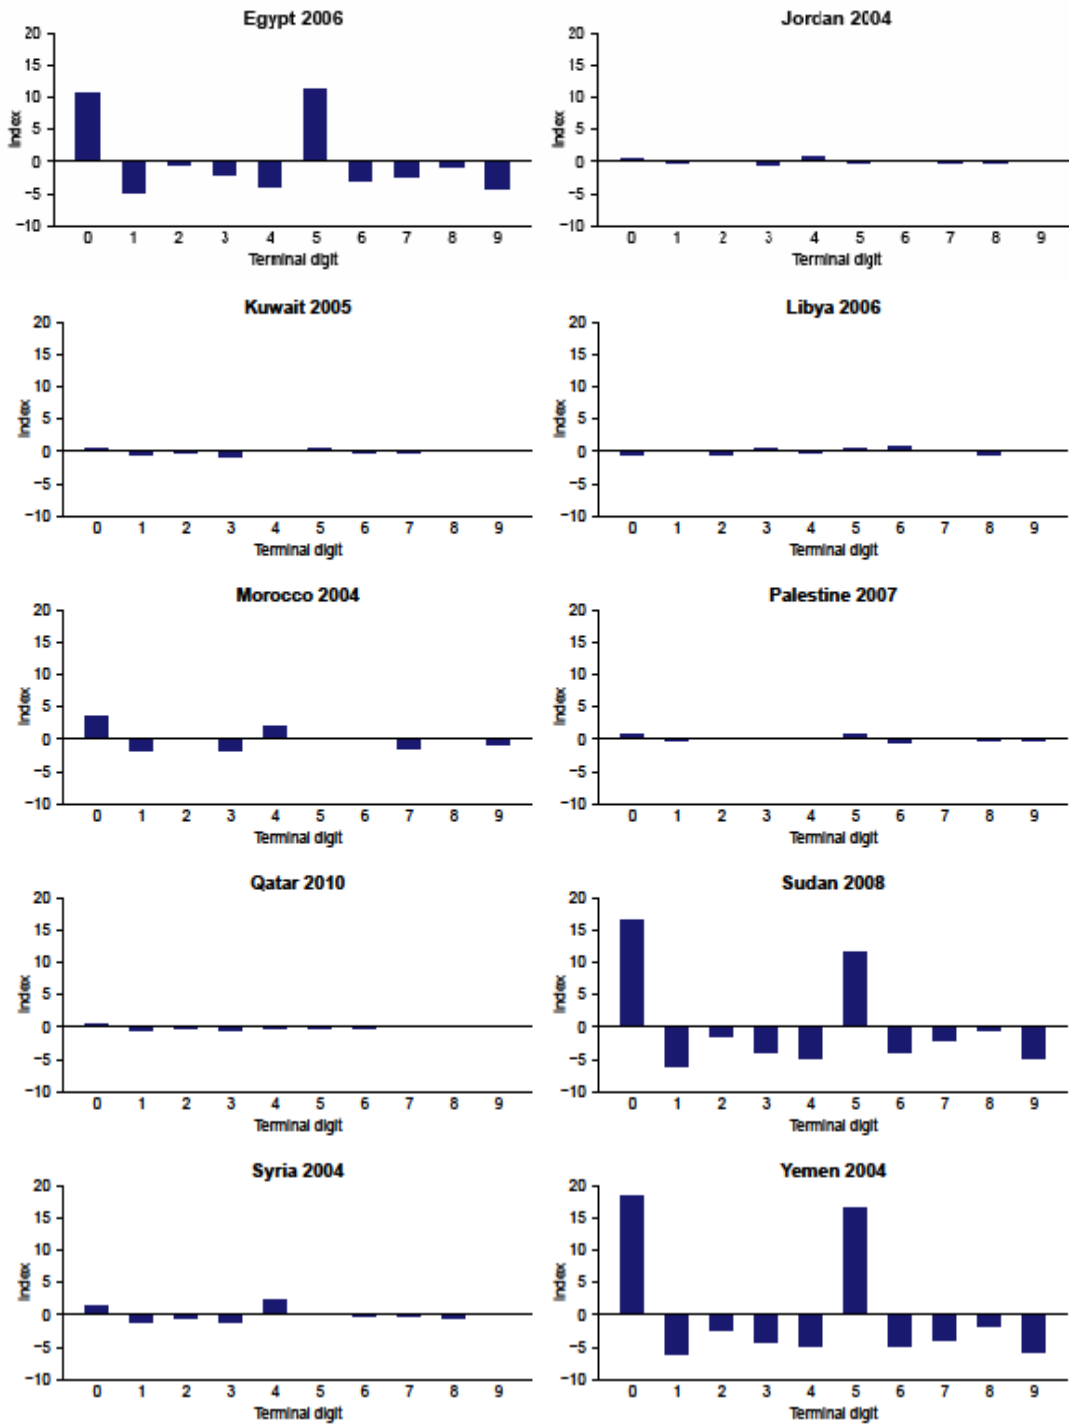 Egypt 2006
20
15
10
5
0
−5
−10
Index
0 1 2 3 4 5 6 7 8 9
Terminal digit
Jordan 2004
20
15
10
5
0
−5
−10
Index
0 1 2 3 4 5 6 7 8 9
Terminal digit
Kuwait 2005
20
15
10
5
0
−5
−10
Index
0 1 2 3 4 5 6 7 8 9
Terminal digit
Libya 2006
20
15
10
5
0
−5
−10
Index
0 1 2 3 4 5 6 7 8 9
Terminal digit
Morocco 2004
20
15
10
5
0
−5
−10
Index
0 1 2 3 4 5 6 7 8 9
Terminal digit
Palestine 2007
20
15
10
5
0
−5
−10
Index
0 1 2 3 4 5 6 7 8 9
Terminal digit
Qatar 2010
20
15
10
5
0
−5
−10
Index
0 1 2 3 4 5 6 7 8 9
Terminal digit
Sudan 2008
20
15
10
5
0
−5
−10
Index
0 1 2 3 4 5 6 7 8 9
Terminal digit
Syria 2004
20
15
10
5
0
−5
−10
Index
0 1 2 3 4 5 6 7 8 9
Terminal digit
Yemen 2004
20
15
10
5
0
−5
−10
Index
0 1 2 3 4 5 6 7 8 9
Terminal digit